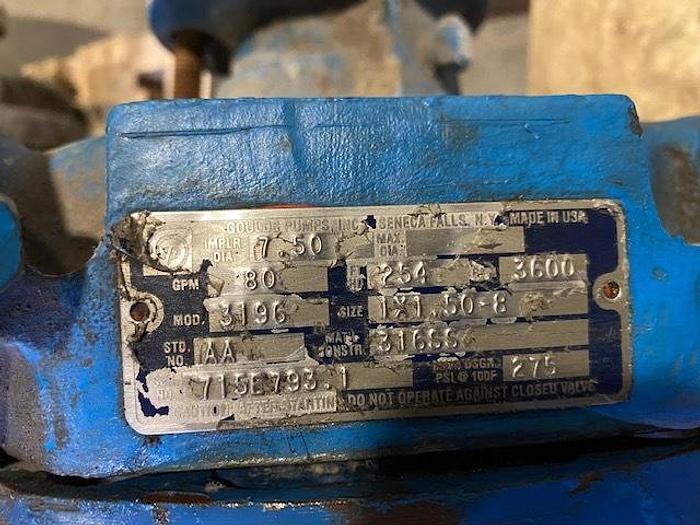 GOULDS PUMPS, INC. SENECA FALLS, N.Y. MADE IN USA
IMPLR DIA. 7.50 MAX DIA.
GPM 80 254 3600
MOD. 3196 SIZE 1X1.50-8
STD NO. AA MAT'L CONSTR. 316SS
NO. 715E793.1 DSGN PSI @ 100F 275
DO NOT OPERATE AGAINST CLOSED VALVE